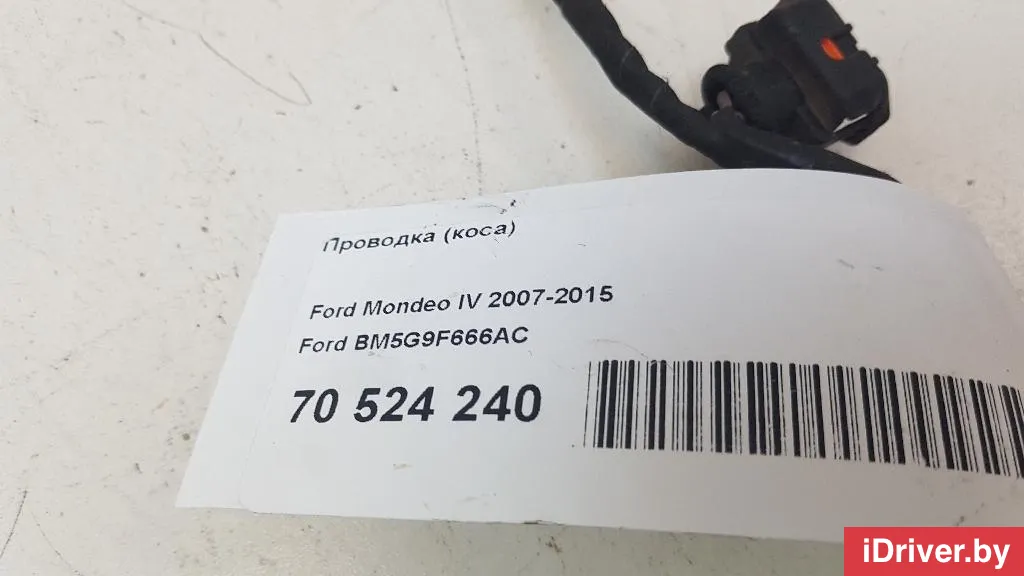 Проводка (коса)
Ford Mondeo IV 2007-2015
Ford BM5G9F666AC
70 524 240
iDriver.by